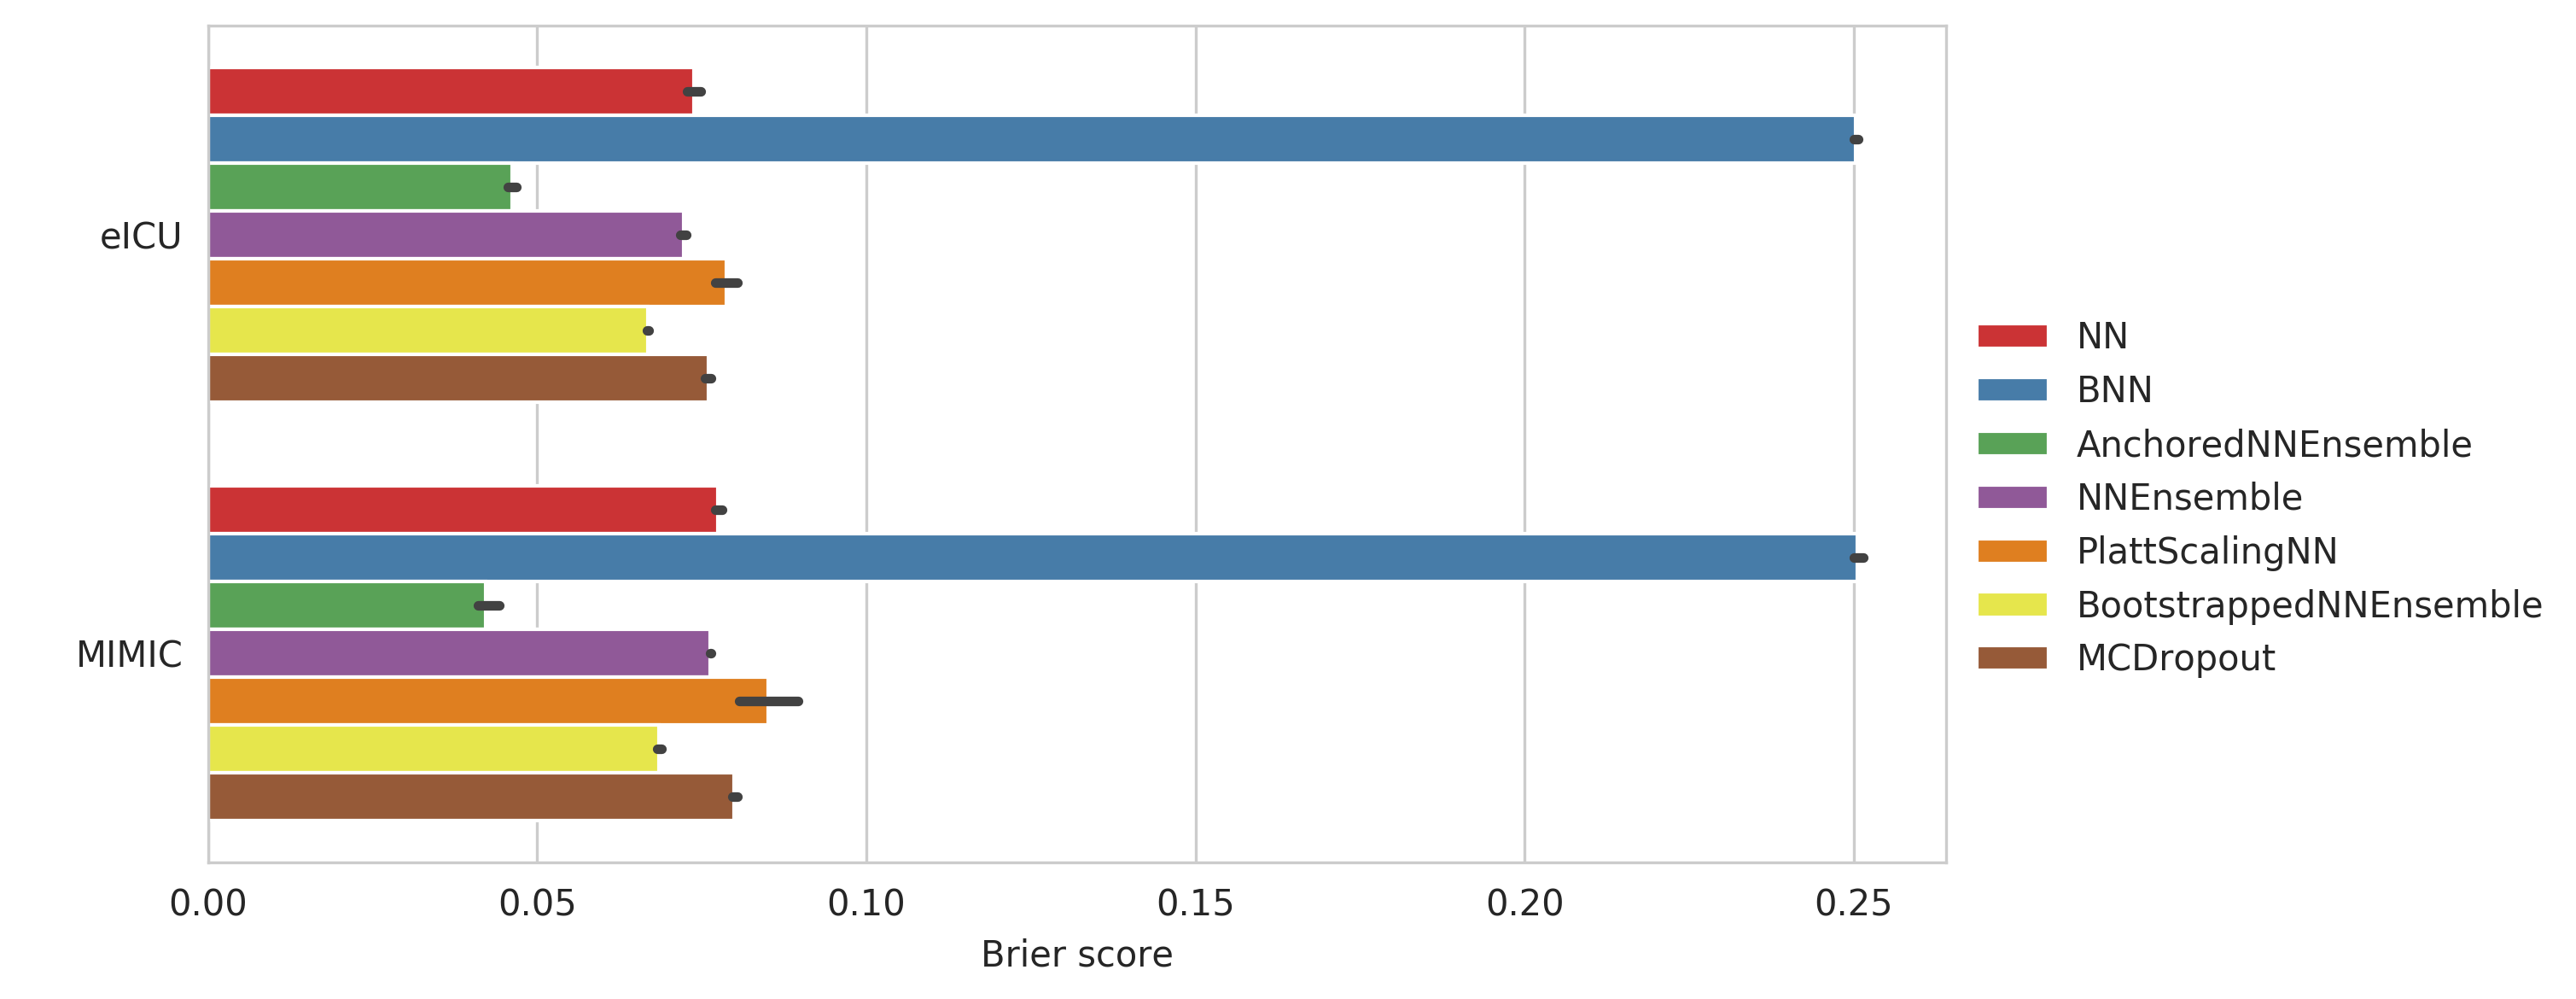 eICU
MIMIC
0.00 0.05 0.10 0.15 0.20 0.25
Brier score
NN
BNN
AnchoredNNEnsemble
NNEnsemble
PlattScalingNN
BootstrappedNNEnsemble
MCDropout